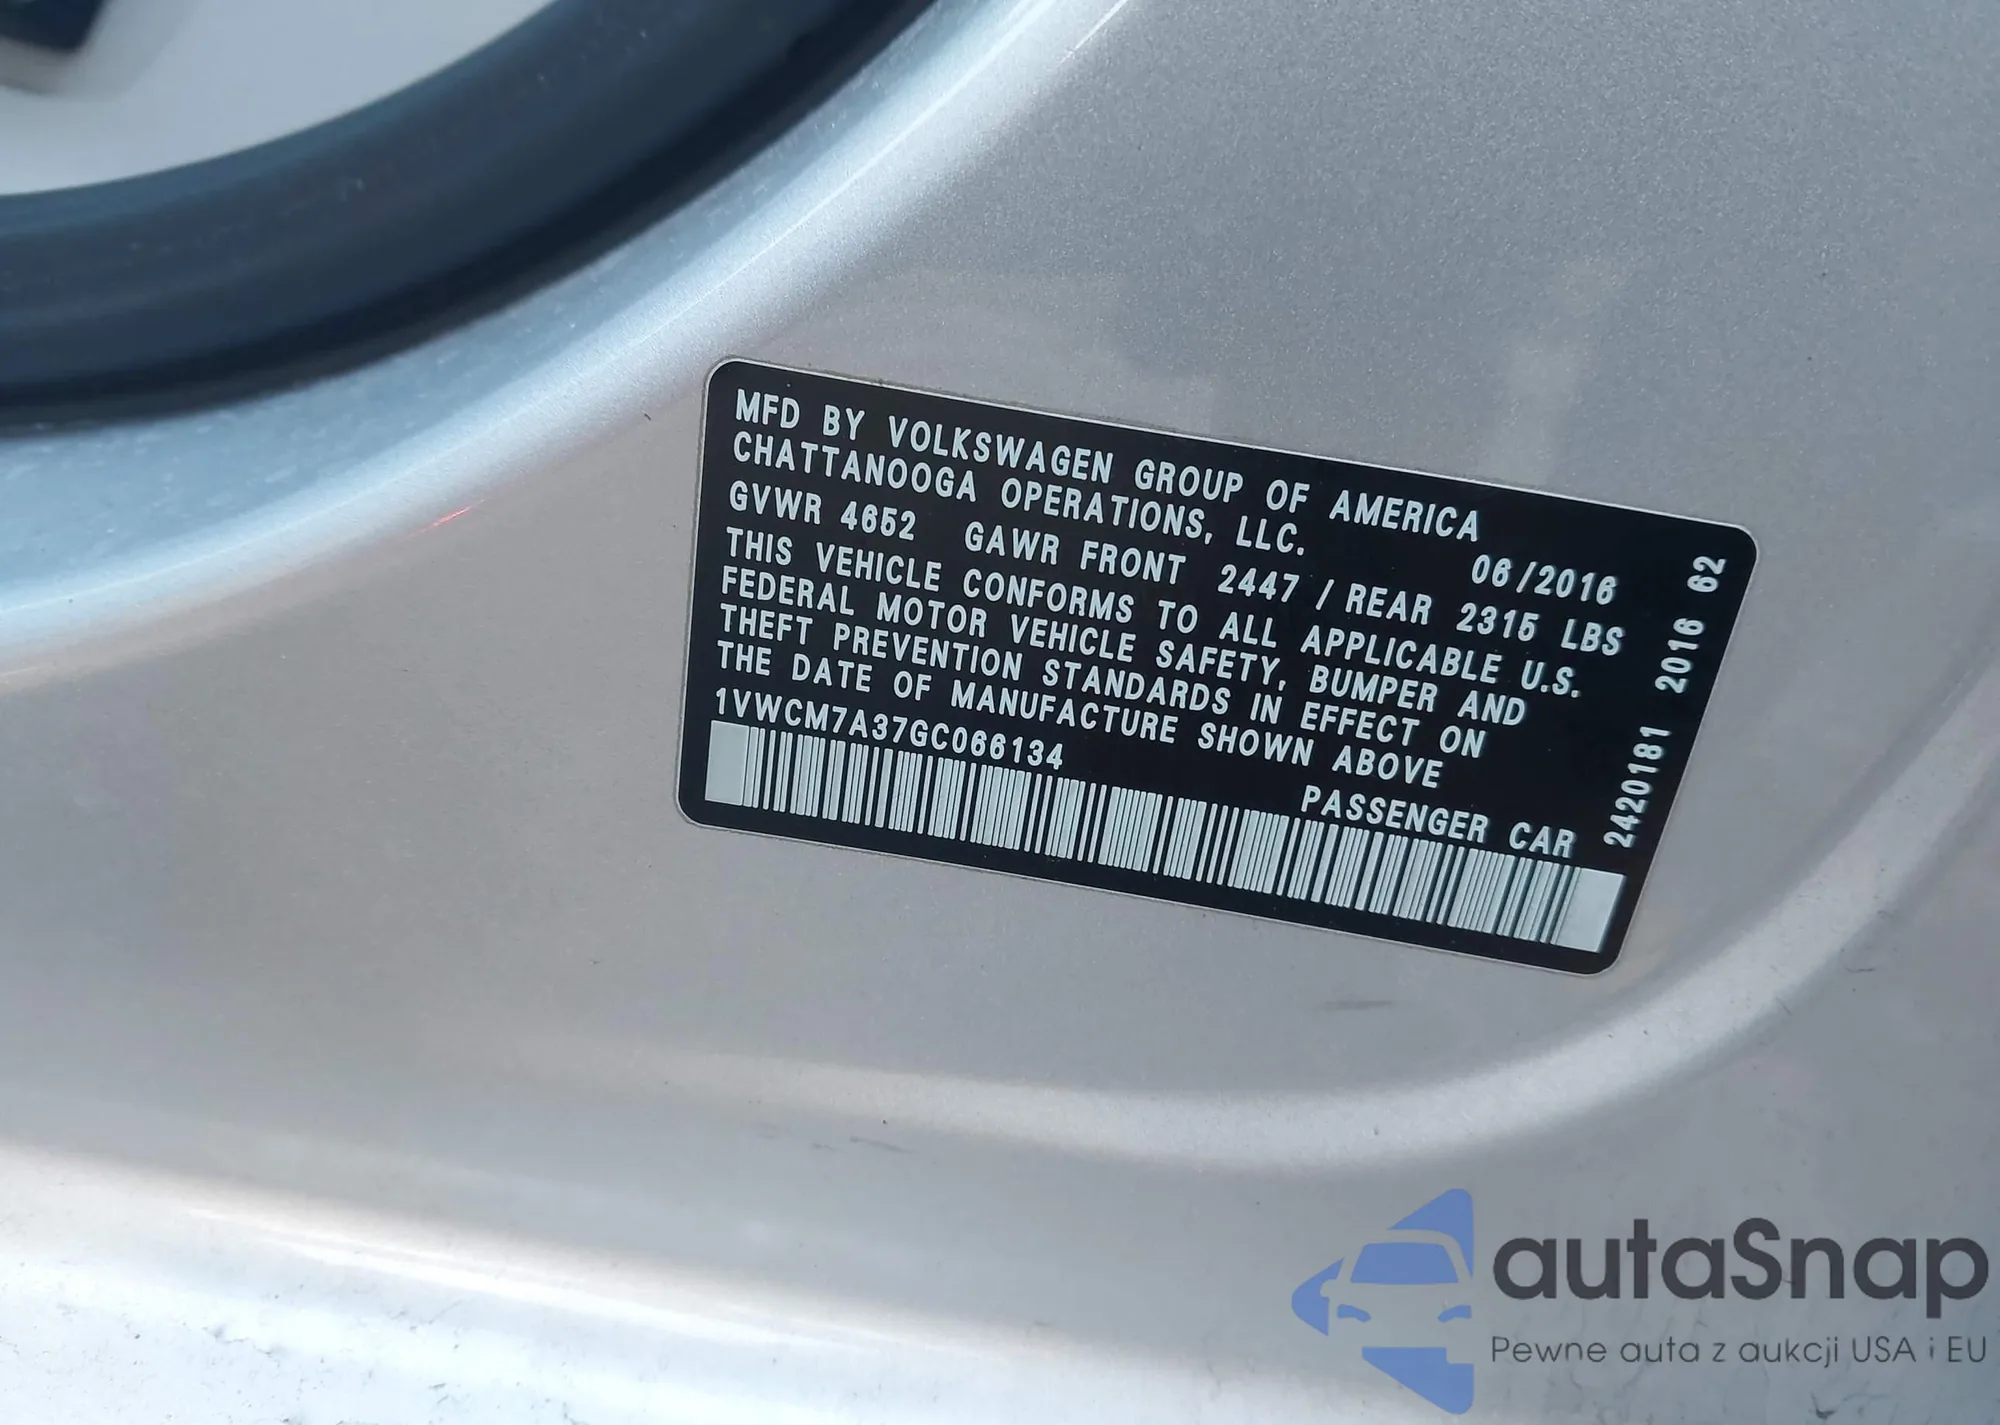 MFD BY VOLKSWAGEN GROUP OF AMERICA
CHATTANOOGA OPERATIONS, LLC.
06/2016
GVWR 4652 GAWR FRONT 2447 / REAR 2315 LBS
THIS VEHICLE CONFORMS TO ALL APPLICABLE U.S.
FEDERAL MOTOR VEHICLE SAFETY, BUMPER AND
THEFT PREVENTION STANDARDS IN EFFECT ON
THE DATE OF MANUFACTURE SHOWN ABOVE
1VWCM7A37GC066134
PASSENGER CAR
2420181 2016 62
autaSnap
Pewne auta z aukcji USA i EU